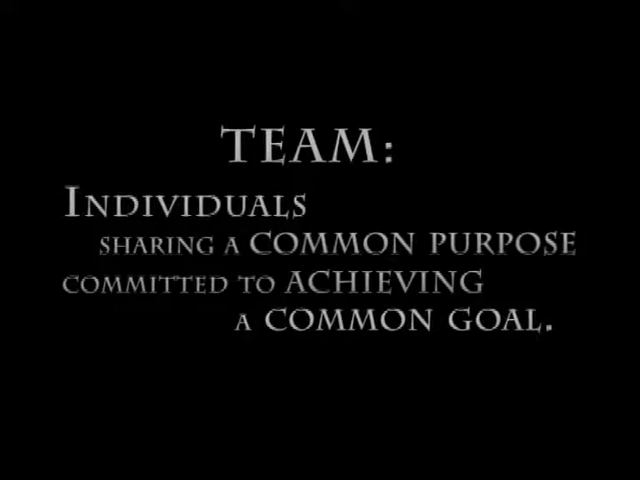 TEAM:
INDIVIDUALS
SHARING A COMMON PURPOSE
COMMITTED TO ACHIEVING
A COMMON GOAL.